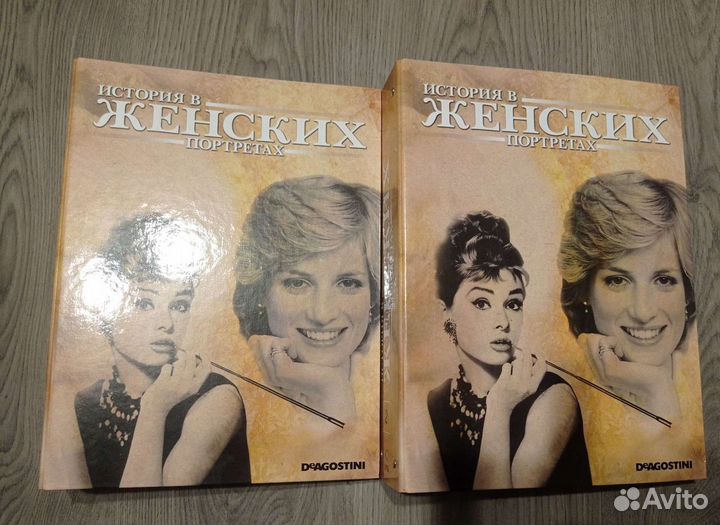 ИСТОРИЯ В
ЖЕНСКИХ
ПОРТРЕТАХ
DeAGOSTINI
ИСТОРИЯ В
ЖЕНСКИХ
ПОРТРЕТАХ
DeAGOSTINI
Avito